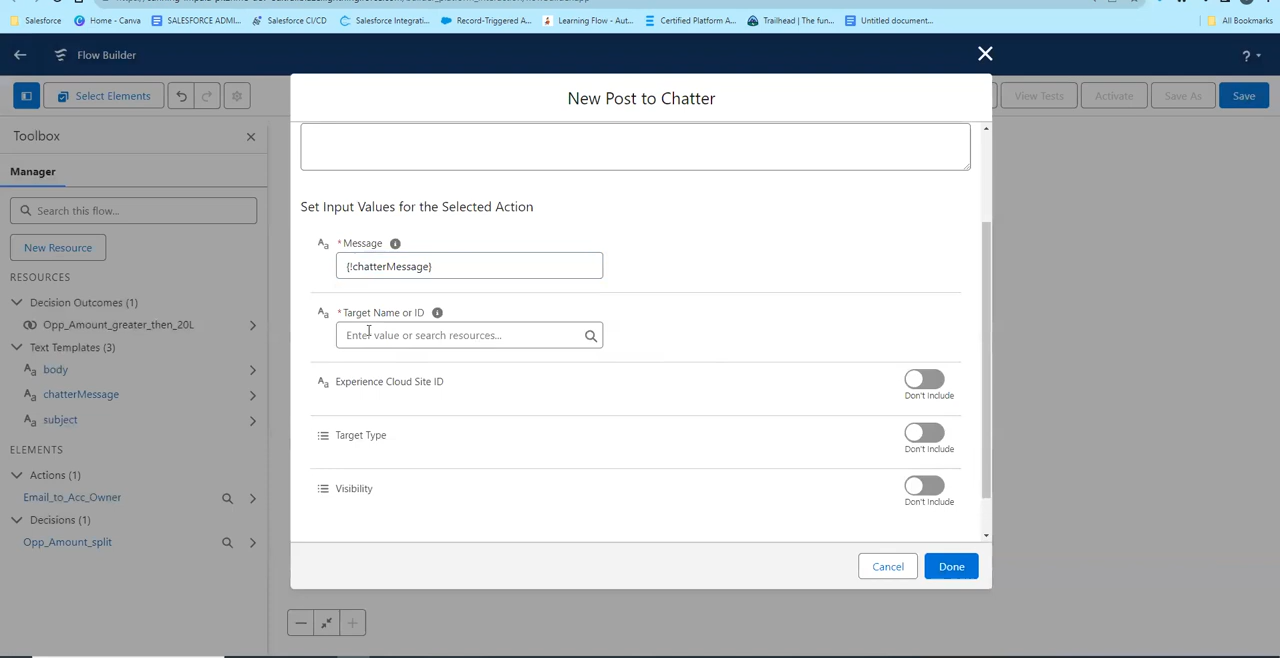 Salesforce
Home - Canva
SALESFORCE ADMI...
Salesforce CI/CD
Salesforce Integrati...
Record-Triggered A...
Learning Flow - Aut...
Certified Platform A...
Trailhead | The fun...
Untitled document...
All Bookmarks
Flow Builder
?
Select Elements
View Tests
Activate
Save As
Save
New Post to Chatter
Toolbox
Manager
Search this flow...
New Resource
RESOURCES
Decision Outcomes (1)
Opp_Amount_greater_then_20L
Text Templates (3)
body
chatterMessage
subject
ELEMENTS
Actions (1)
Email_to_Acc_Owner
Decisions (1)
Opp_Amount_split
Set Input Values for the Selected Action
Aa *Message
{!chatterMessage}
Aa *Target Name or ID
Enter value or search resources...
Aa Experience Cloud Site ID
Don't Include
Target Type
Don't Include
Visibility
Don't Include
Cancel
Done